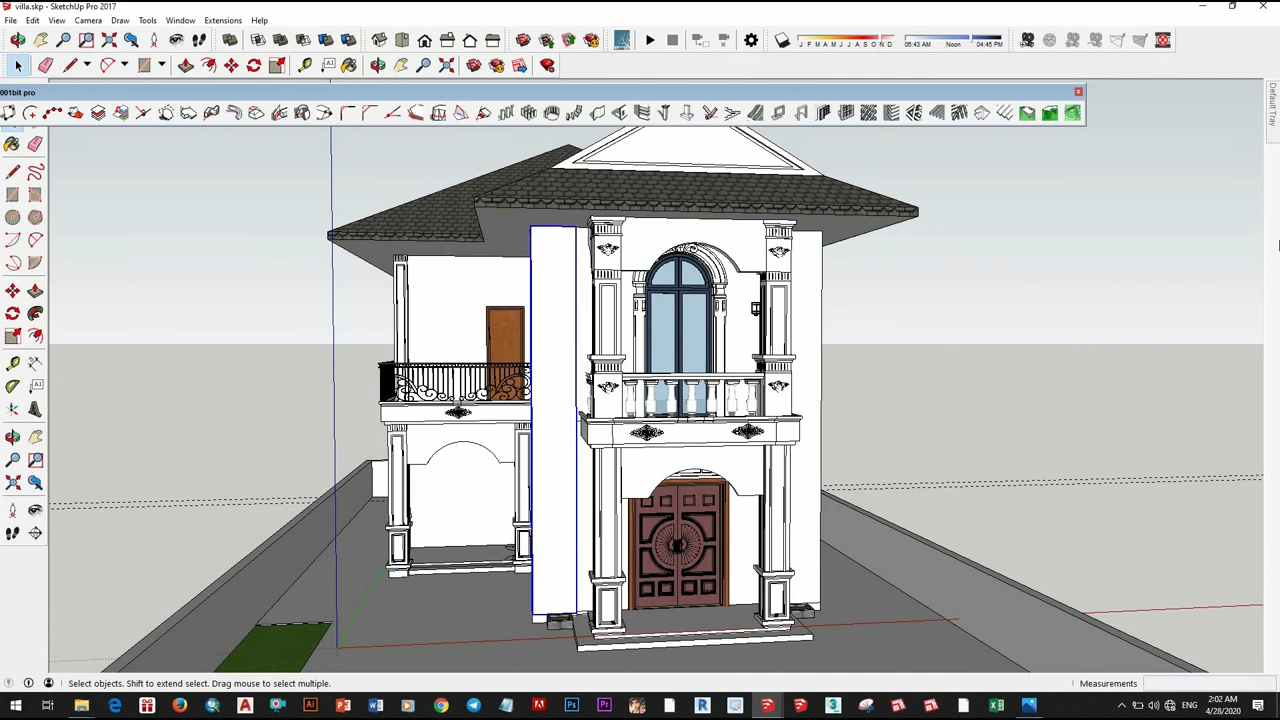 villa.skp - SketchUp Pro 2017
File Edit View Camera Draw Tools Window Extensions Help
J F M A M J J A S O N D 06:43 AM Noon 04:45 PM
001bit pro
Default Tray
Select objects. Shift to extend select. Drag mouse to select multiple. Measurements
ENG 2:02 AM
4/28/2020